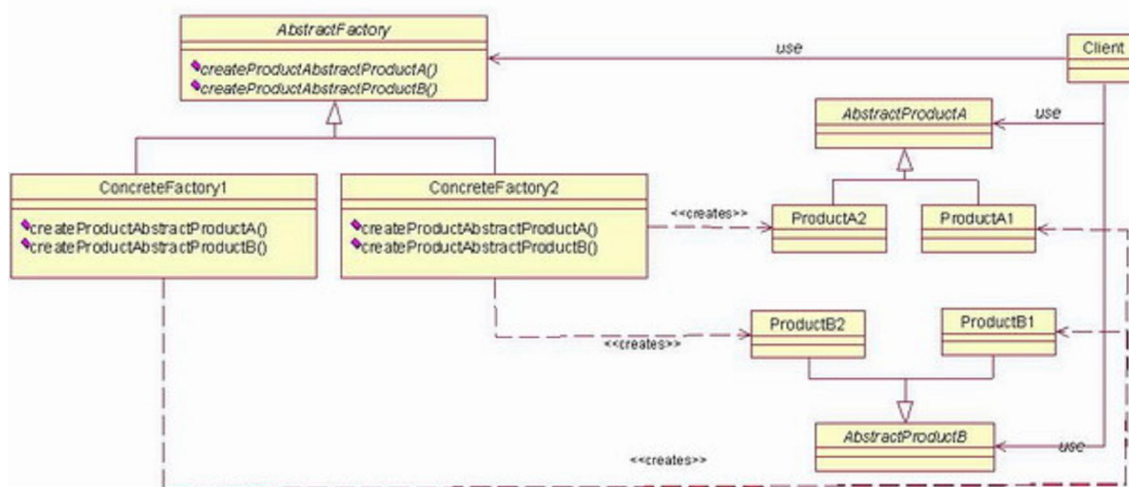 AbstractFactory
createProductAbstractProductA()
createProductAbstractProductB()
use
Client
AbstractProductA
use
ConcreteFactory1
createProductAbstractProductA()
createProductAbstractProductB()
ConcreteFactory2
createProductAbstractProductA()
createProductAbstractProductB()
<<creates>>
ProductA2
ProductA1
ProductB2
ProductB1
<<creates>>
AbstractProductB
use
<<creates>>